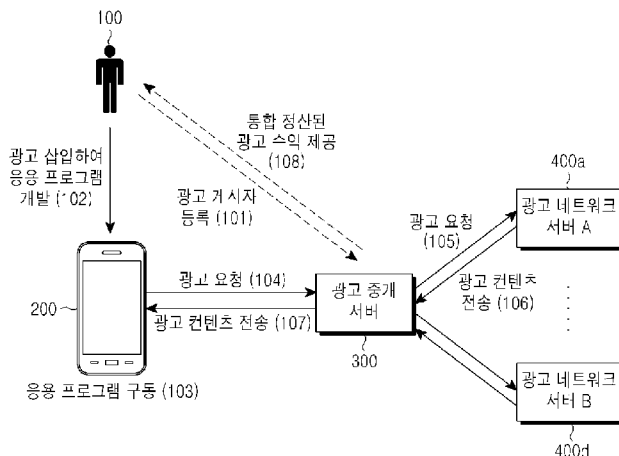 100
통합 정산된
광고 수익 제공
(108)
광고 삽입하여
응용 프로그램
개발 (102)
광고 게시자
등록 (101)
400a
광고 네트워크
서버 A
광고 요청
(105)
광고 요청 (104)
200
광고 중개
서버
광고 컨텐츠
전송 (106)
광고 컨텐츠 전송 (107)
300
응용 프로그램 구동 (103)
광고 네트워크
서버 B
400d